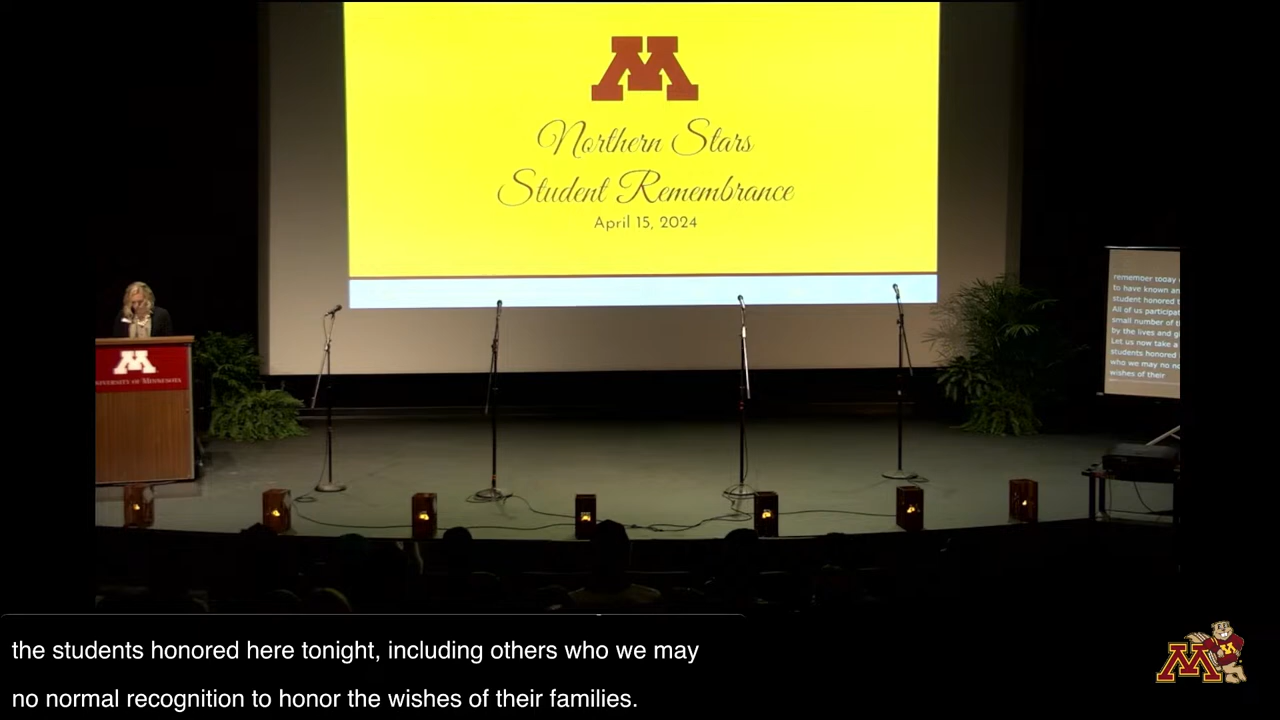 M
Northern Stars
Student Remembrance
April 15, 2024
M
UNIVERSITY OF MINNESOTA
remember today
to have known an
student honored t
All of us participat
small number of t
by the lives and g
Let us now take a
students honored
who we may no no
wishes of their
the students honored here tonight, including others who we may
no normal recognition to honor the wishes of their families.
M